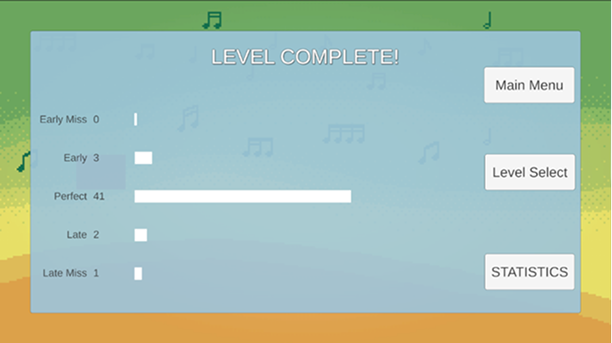 LEVEL COMPLETE!
Main Menu
Early Miss 0
Early 3
Level Select
Perfect 41
Late 2
Late Miss 1
STATISTICS